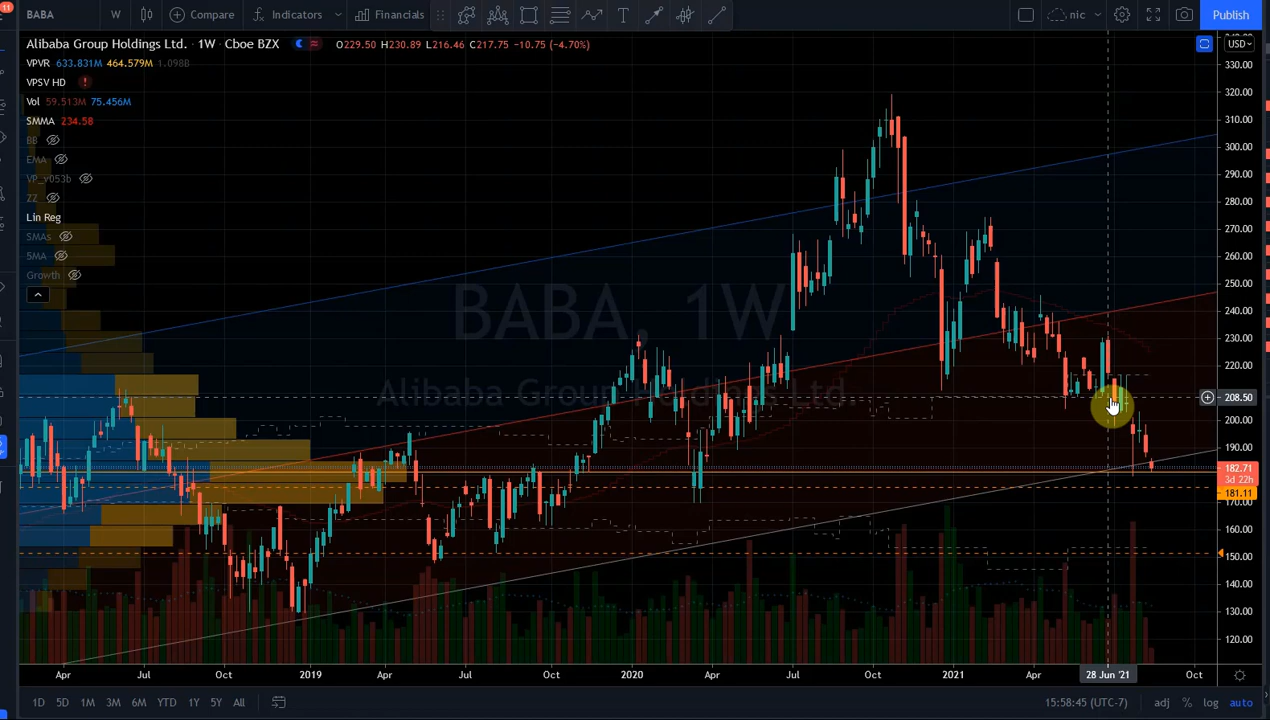 11
BABA W Compare Indicators Financials nic Publish
Alibaba Group Holdings Ltd. · 1W · Cboe BZX O229.50 H230.89 L216.46 C217.75 -10.75 (-4.70%) USD
VPVR 633.831M 464.579M 1.098B
VPSV HD !
Vol 59.513M 75.456M
SMMA 234.58
BB
EMA
VP_v053b
ZZ
Lin Reg
SMAs
SMA
Growth
BABA, 1W
Alibaba Group Holdings Ltd
330.00
320.00
310.00
300.00
290.00
280.00
270.00
260.00
250.00
240.00
230.00
220.00
208.50
200.00
190.00
182.71
3d 22h
181.11
170.00
160.00
150.00
140.00
130.00
120.00
Apr Jul Oct 2019 Apr Jul Oct 2020 Apr Jul Oct 2021 Apr 28 Jun '21 Oct
1D 5D 1M 3M 6M YTD 1Y 5Y All 15:58:45 (UTC-7) adj % log auto